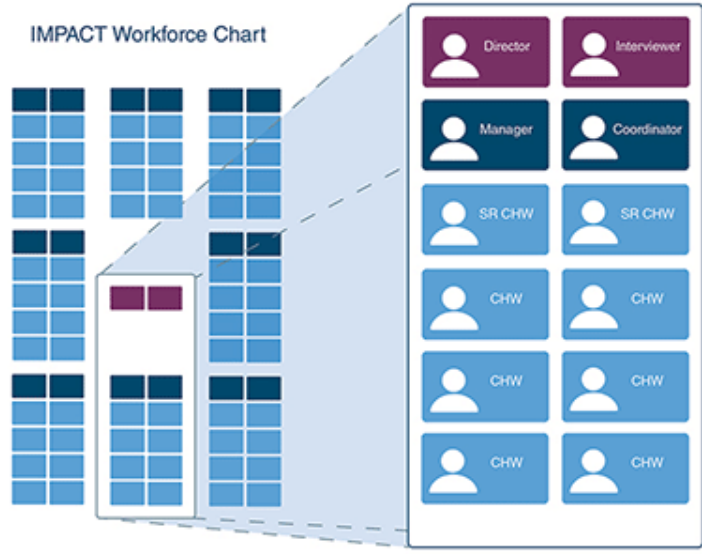 IMPACT Workforce Chart
Director
Interviewer
Manager
Coordinator
SR CHW
SR CHW
CHW
CHW
CHW
CHW
CHW
CHW